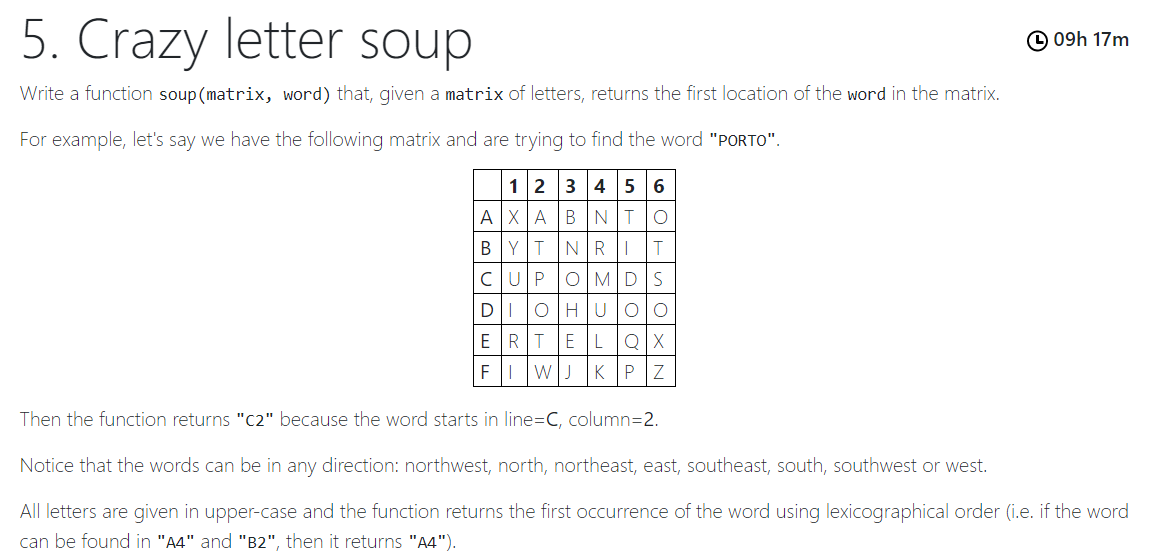 5. Crazy letter soup
09h 17m
Write a function soup(matrix, word) that, given a matrix of letters, returns the first location of the word in the matrix.
For example, let's say we have the following matrix and are trying to find the word "PORTO".
1 2 3 4 5 6
A X A B N T O
B Y T N R I T
C U P O M D S
D I O H U O O
E R T E L Q X
F I W J K P Z
Then the function returns "C2" because the word starts in line=C, column=2.
Notice that the words can be in any direction: northwest, north, northeast, east, southeast, south, southwest or west.
All letters are given in upper-case and the function returns the first occurrence of the word using lexicographical order (i.e. if the word
can be found in "A4" and "B2", then it returns "A4").